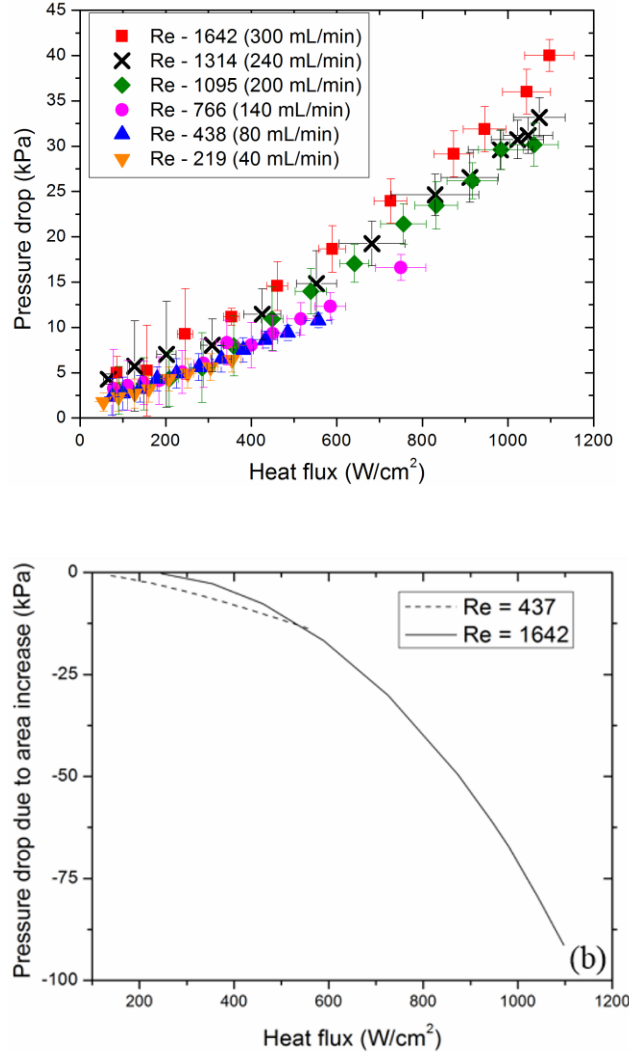 45
40
35
30
25
20
15
10
5
0
Pressure drop (kPa)
Re - 1642 (300 mL/min)
Re - 1314 (240 mL/min)
Re - 1095 (200 mL/min)
Re - 766 (140 mL/min)
Re - 438 (80 mL/min)
Re - 219 (40 mL/min)
0 200 400 600 800 1000 1200
Heat flux (W/cm²)
0
-25
-50
-75
-100
Pressure drop due to area increase (kPa)
Re = 437
Re = 1642
(b)
200 400 600 800 1000
Heat flux (W/cm²)